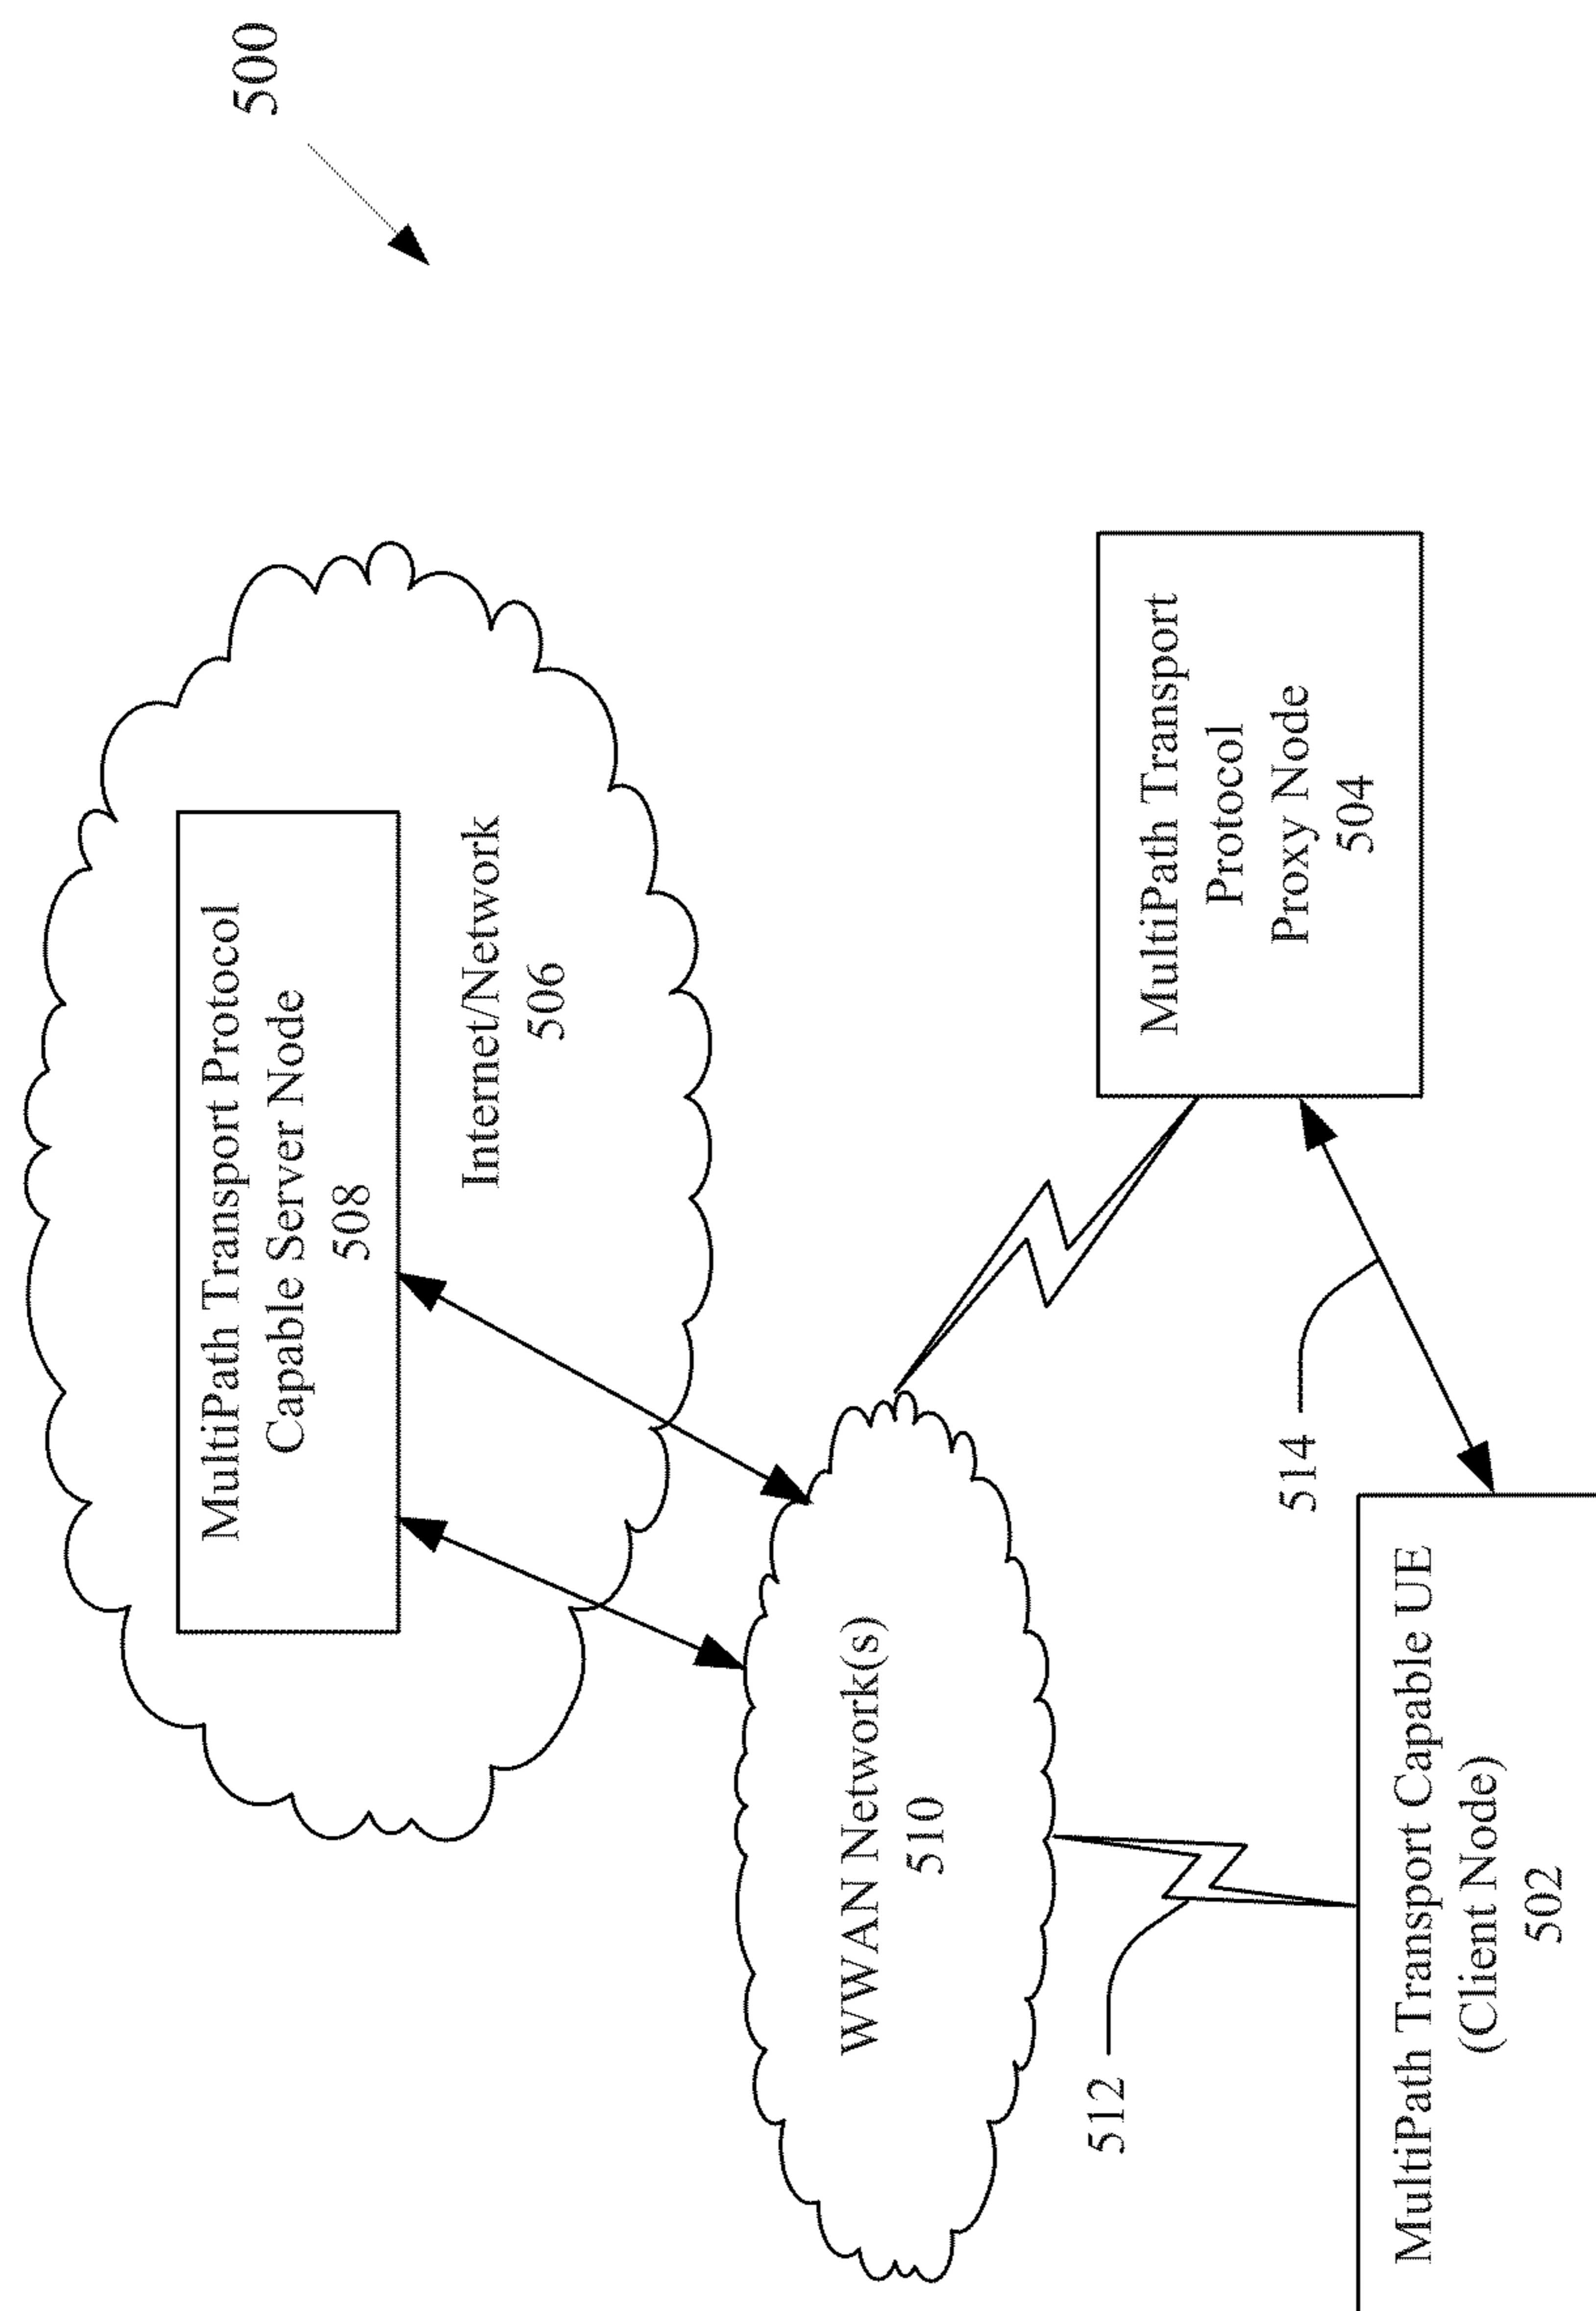 500
MultiPath Transport Protocol
Capable Server Node
508
Internet/Network
506
WWAN Network(s)
510
MultiPath Transport
Protocol
Proxy Node
504
512
514
MultiPath Transport Capable UE
(Client Node)
502